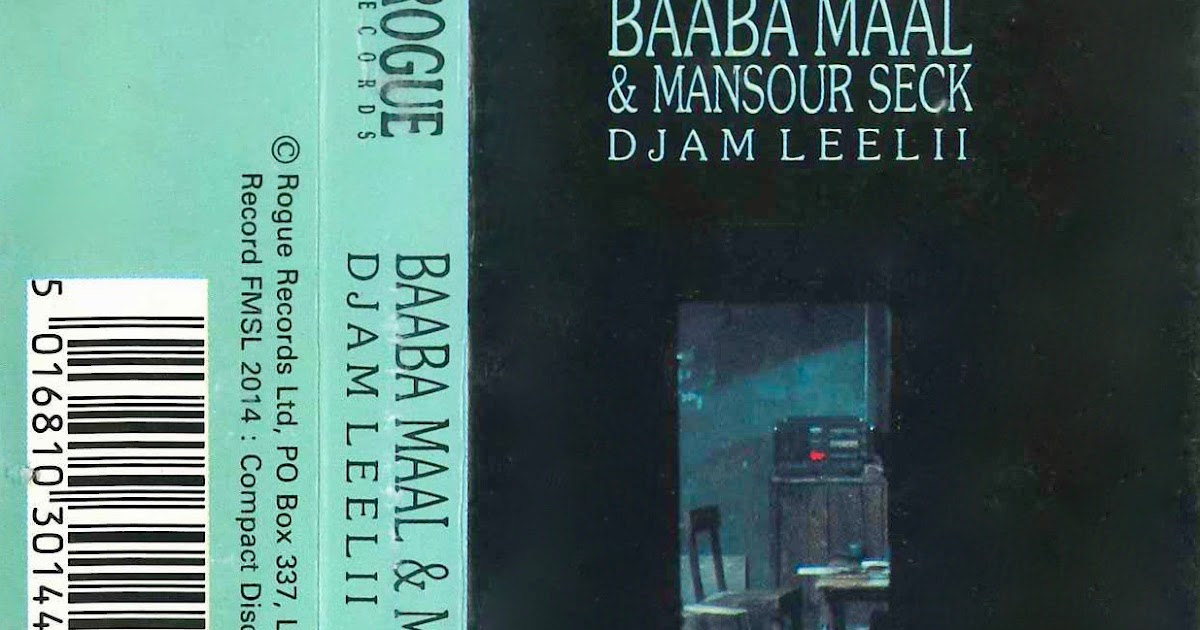 BAABA MAAL
& MANSOUR SECK
DJAM LEELII
ROGUE
RECORDS
BAABA MAAL &
DJAM LEELII
© Rogue Records Ltd, PO Box 337,
Record FMSL 2014 : Compact Disc
5 016810 30144